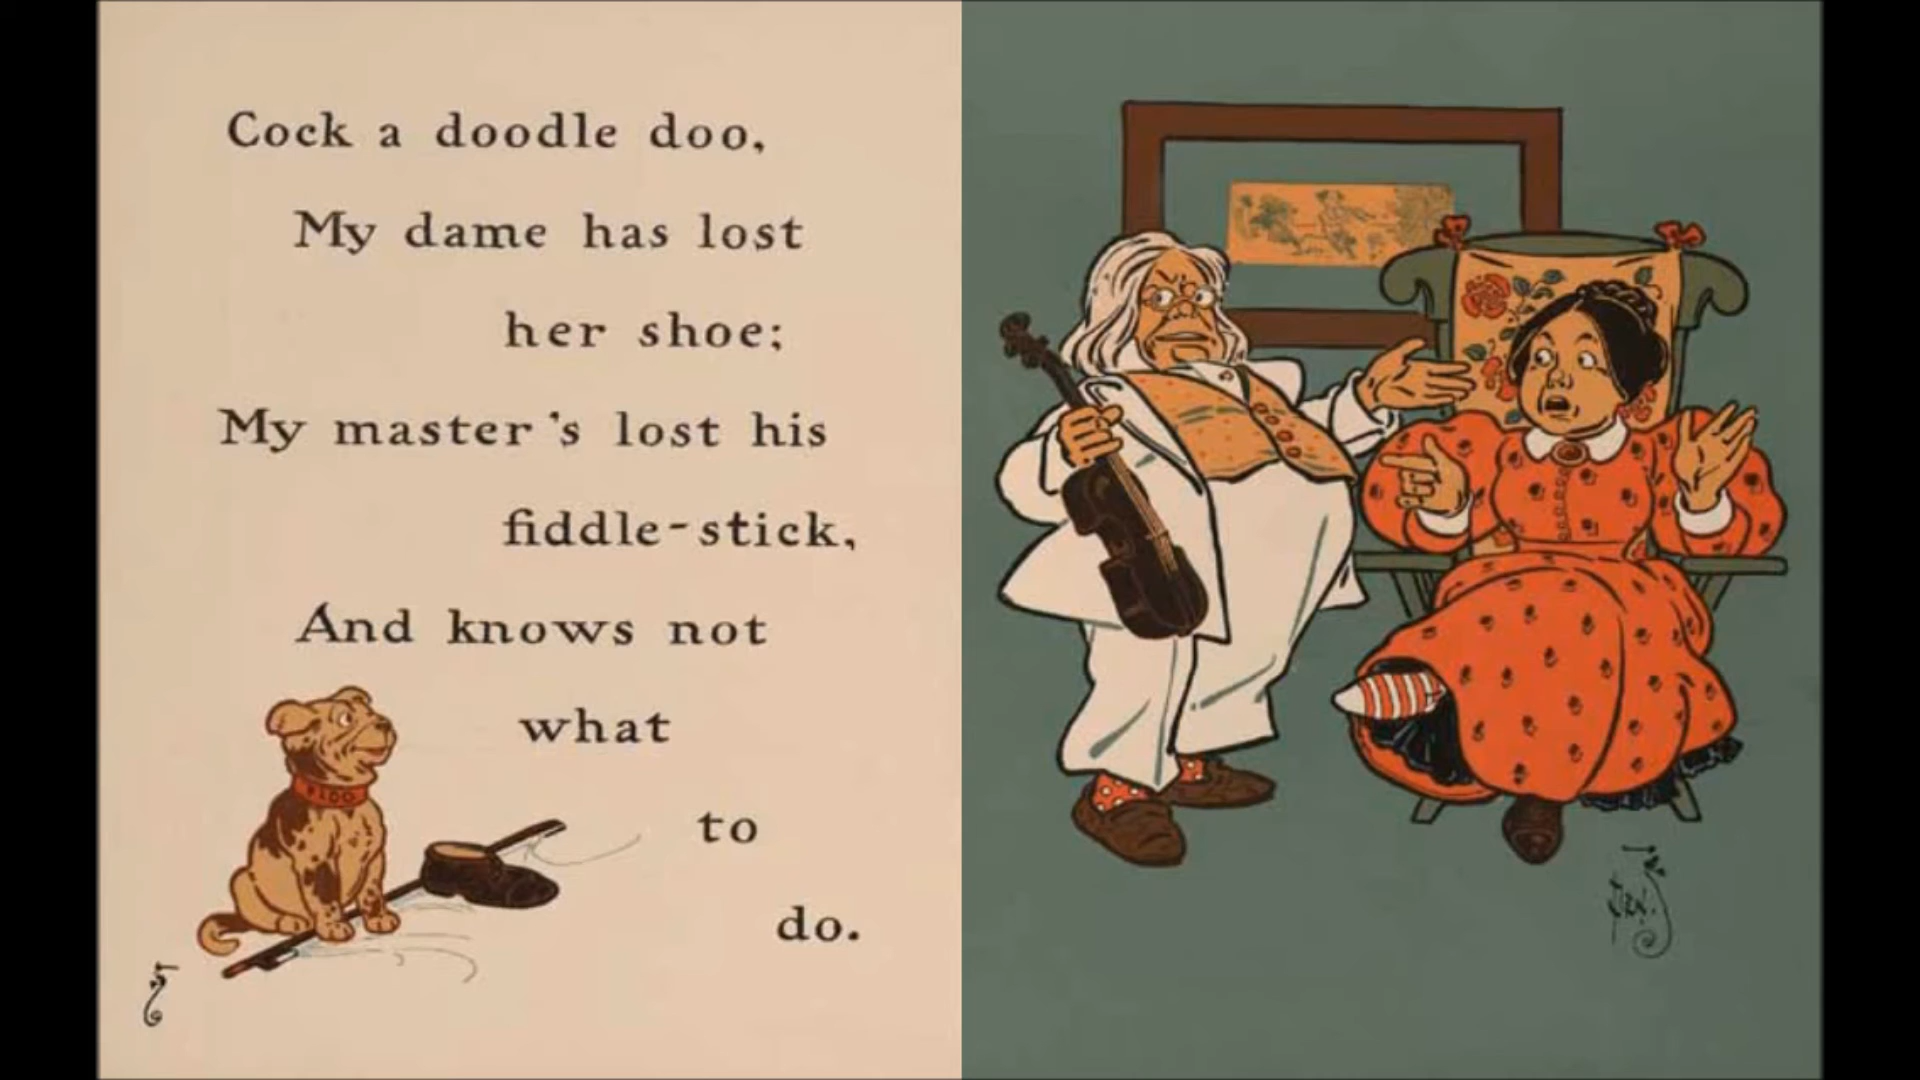 Cock a doodle doo,
My dame has lost
her shoe;
My master's lost his
fiddle-stick,
And knows not
what
to
do.
FIDO